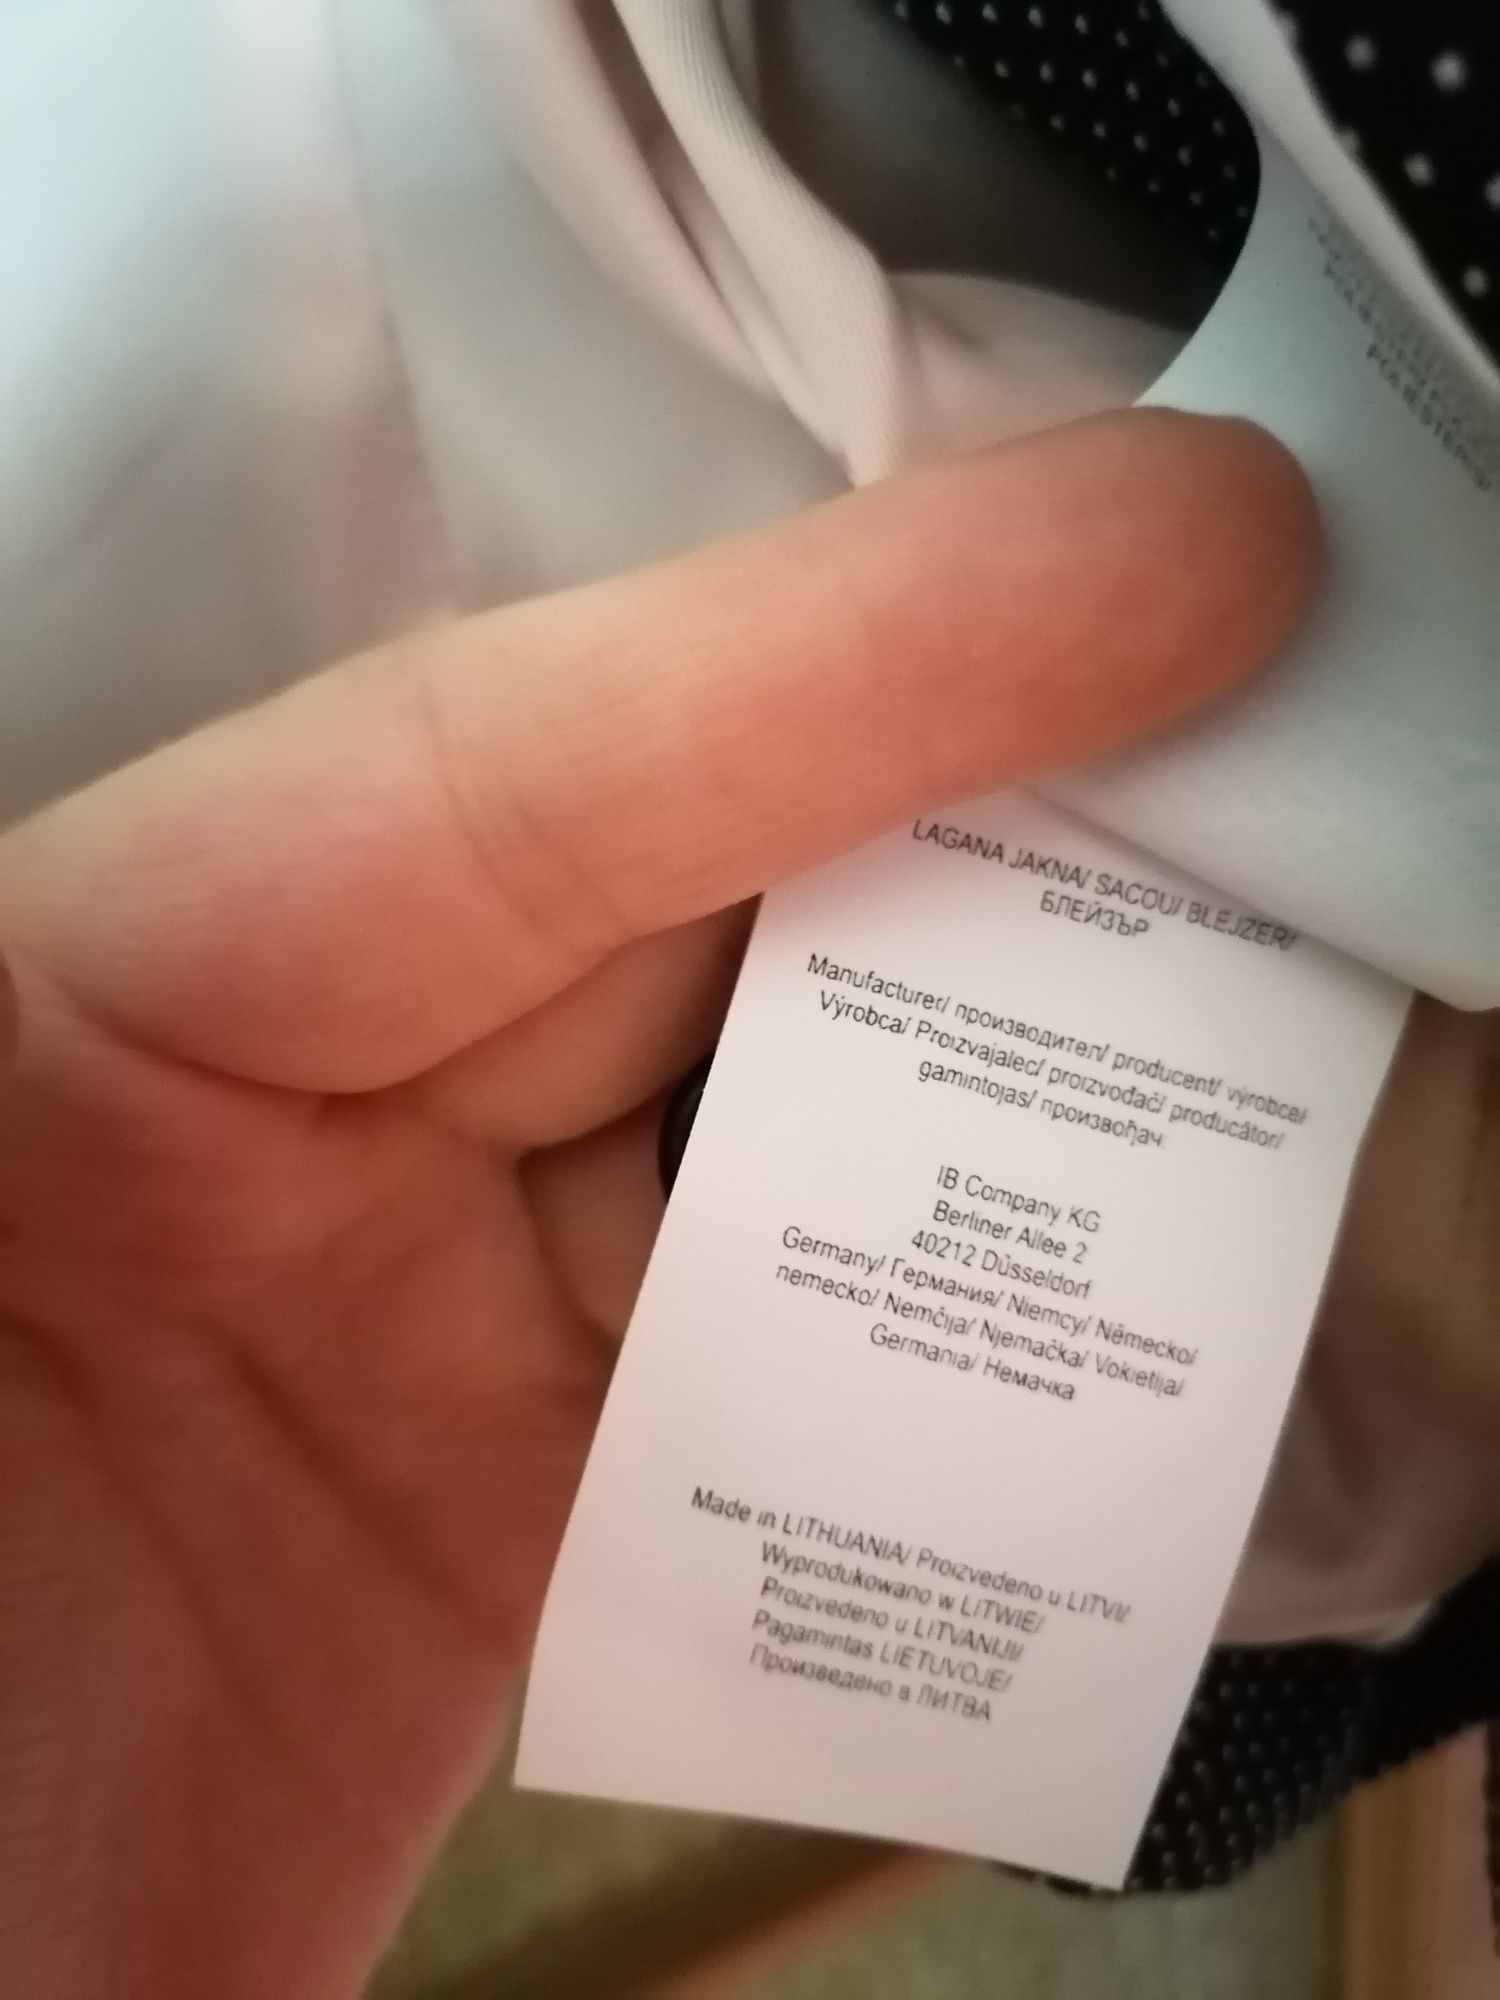 POLIESTERIS/
LAGANA JAKNA/ SACOU/ BLEJZER/
БЛЕЙЗЪР
Manufacturer/ производител/ producent/ výrobce/
Výrobca/ Proizvajalec/ proizvođač/ producător/
gamintojas/ произвођач:
IB Company KG
Berliner Allee 2
40212 Düsseldorf
Germany/ Германия/ Niemcy/ Německo/
nemecko/ Nemčija/ Njemačka/ Vokietija/
Germania/ Немачка
Made in LITHUANIA/ Proizvedeno u LITVI/
Wyprodukowano w LITWIE/
Proizvedeno u LITVANIJI/
Pagamintas LIETUVOJE/
Произведено в ЛИТВА